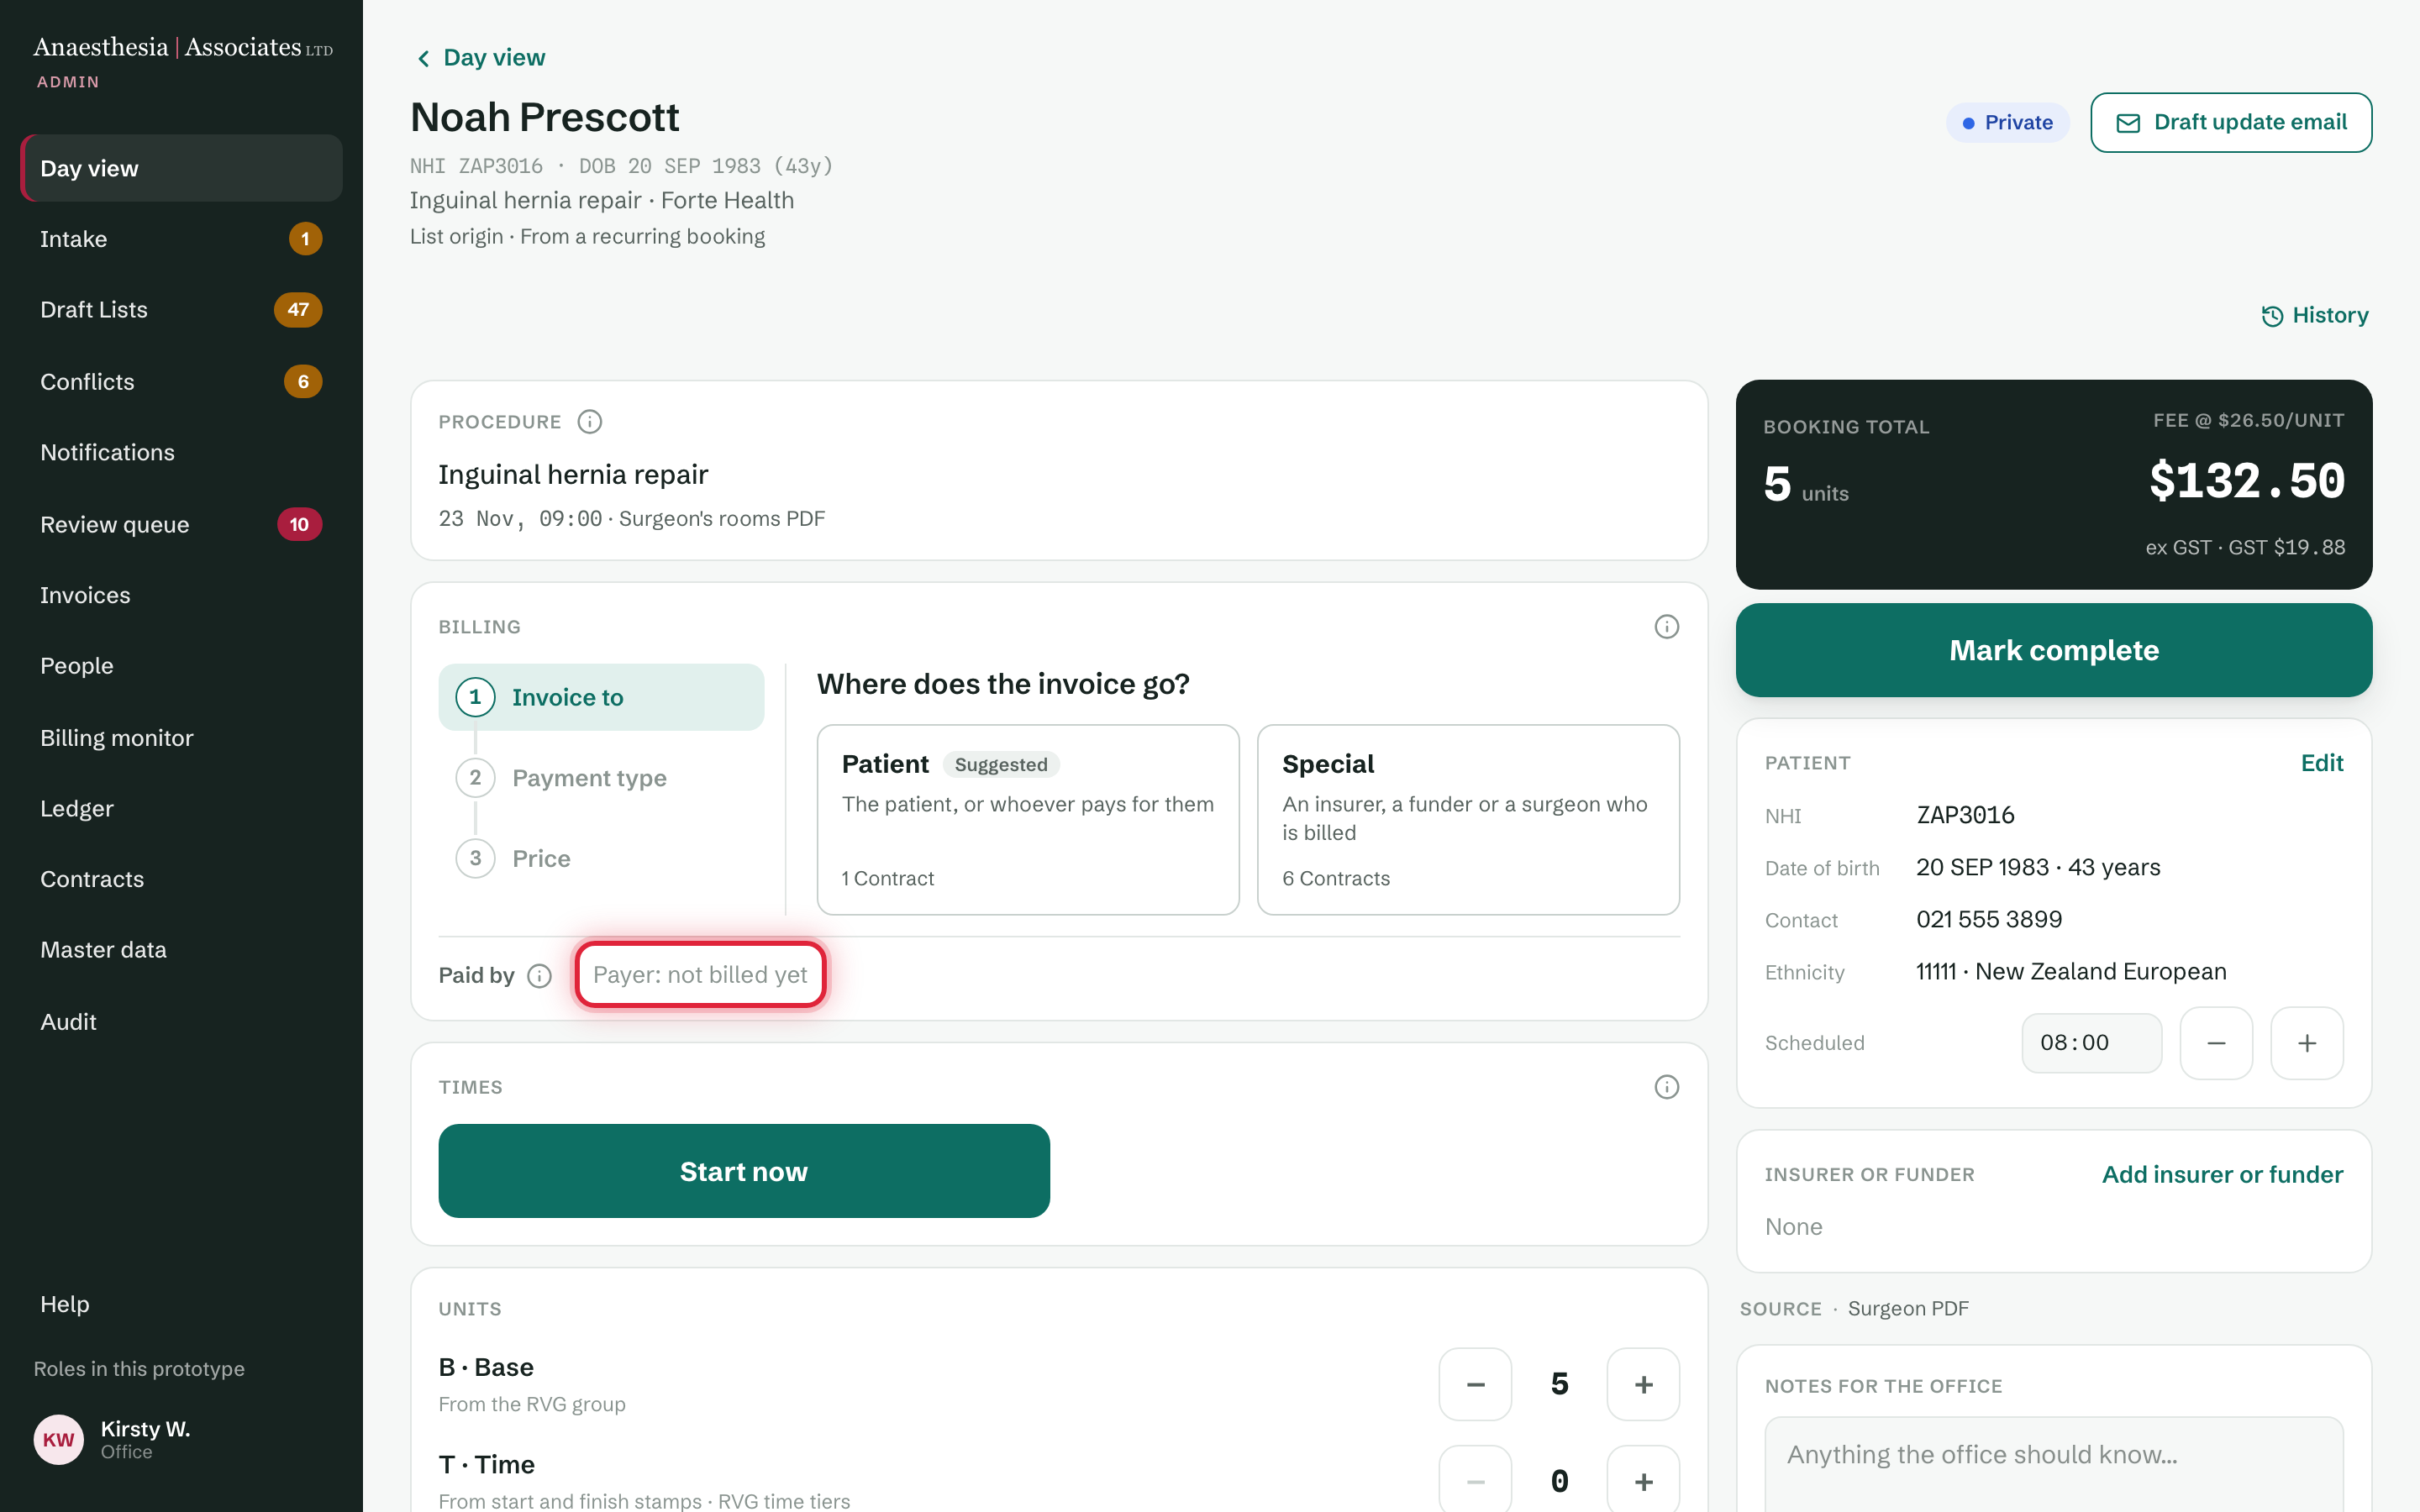 Anaesthesia | Associates LTD
ADMIN
Day view
Intake 1
Draft Lists 47
Conflicts 6
Notifications
Review queue 10
Invoices
People
Billing monitor
Ledger
Contracts
Master data
Audit
Help
Roles in this prototype
KW
Kirsty W.
Office
Day view
Noah Prescott
NHI ZAP3016 · DOB 20 SEP 1983 (43y)
Inguinal hernia repair · Forte Health
List origin · From a recurring booking
Private
Draft update email
History
PROCEDURE
Inguinal hernia repair
23 Nov, 09:00 · Surgeon's rooms PDF
BILLING
1 Invoice to
2 Payment type
3 Price
Where does the invoice go?
Patient Suggested
The patient, or whoever pays for them
1 Contract
Special
An insurer, a funder or a surgeon who
is billed
6 Contracts
Paid by
Payer: not billed yet
TIMES
Start now
UNITS
B · Base
From the RVG group
− 5 +
T · Time
From start and finish stamps · RVG time tiers
− 0 +
BOOKING TOTAL
5 units
FEE @ $26.50/UNIT
$132.50
ex GST · GST $19.88
Mark complete
PATIENT Edit
NHI ZAP3016
Date of birth 20 SEP 1983 · 43 years
Contact 021 555 3899
Ethnicity 11111 · New Zealand European
Scheduled 08:00 − +
INSURER OR FUNDER Add insurer or funder
None
SOURCE · Surgeon PDF
NOTES FOR THE OFFICE
Anything the office should know...